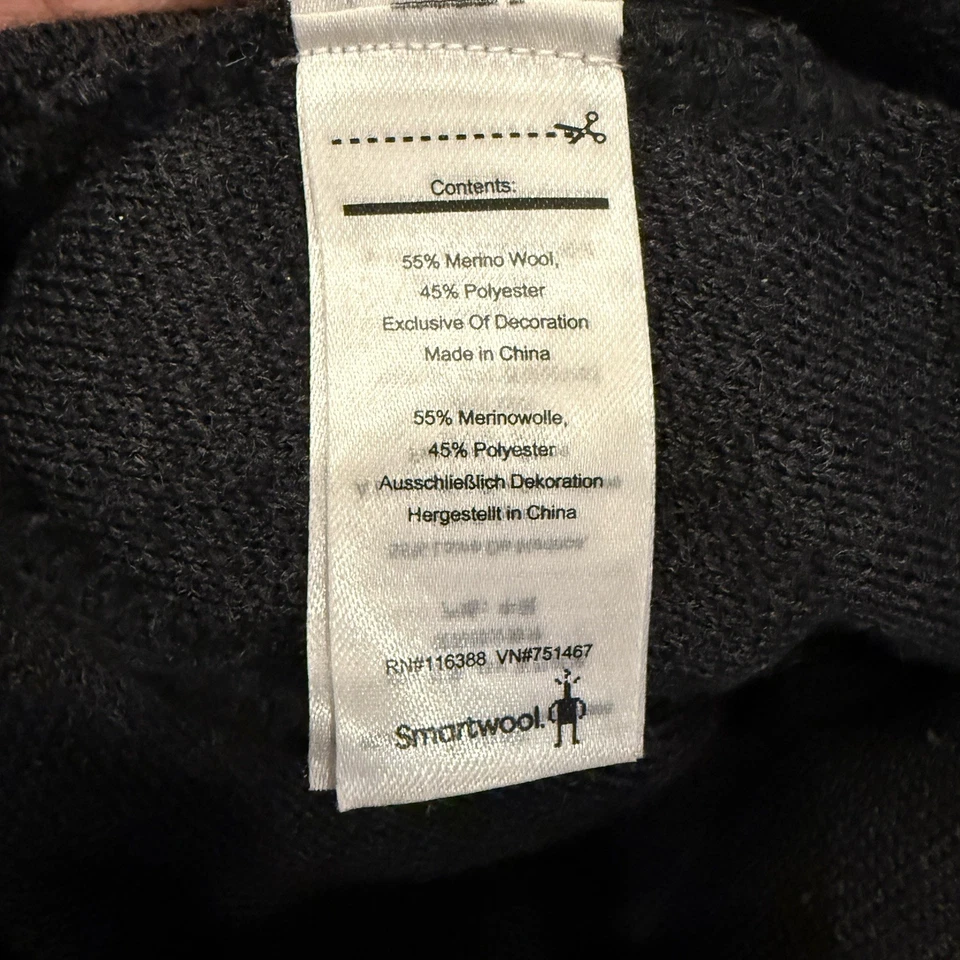 Contents:
55% Merino Wool,
45% Polyester
Exclusive Of Decoration
Made in China
55% Merinowolle,
45% Polyester
Ausschließlich Dekoration
Hergestellt in China
RN#116388 VN#751467
Smartwool.